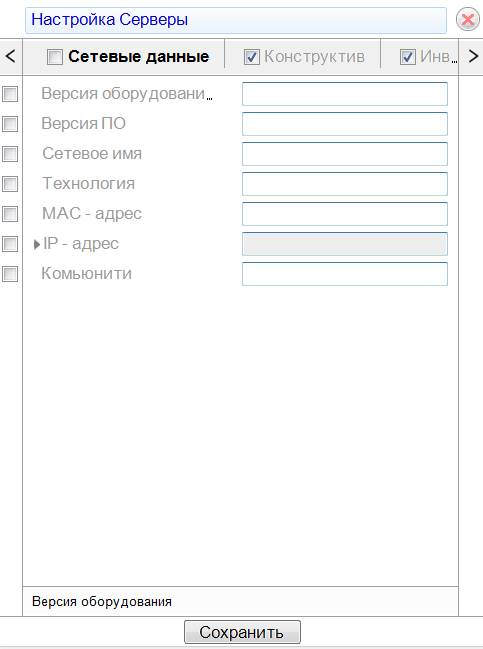 Настройка Серверы
< Сетевые данные Конструктив Инв... >
Версия оборудовани...
Версия ПО
Сетевое имя
Технология
MAC - адрес
IP - адрес
Комьюнити
Версия оборудования
Сохранить